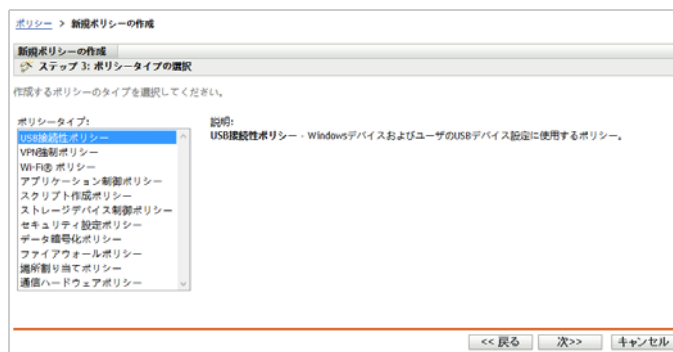 ポリシー > 新規ポリシーの作成
新規ポリシーの作成
ステップ 3: ポリシータイプの選択
作成するポリシーのタイプを選択してください。
ポリシータイプ:
説明:
USB接続性ポリシー
USB接続性ポリシー - WindowsデバイスおよびユーザのUSBデバイス設定に使用するポリシー。
VPN強制ポリシー
Wi-Fi® ポリシー
アプリケーション制御ポリシー
スクリプト作成ポリシー
ストレージデバイス制御ポリシー
セキュリティ設定ポリシー
データ暗号化ポリシー
ファイアウォールポリシー
場所割り当てポリシー
通信ハードウェアポリシー
<< 戻る
次>>
キャンセル